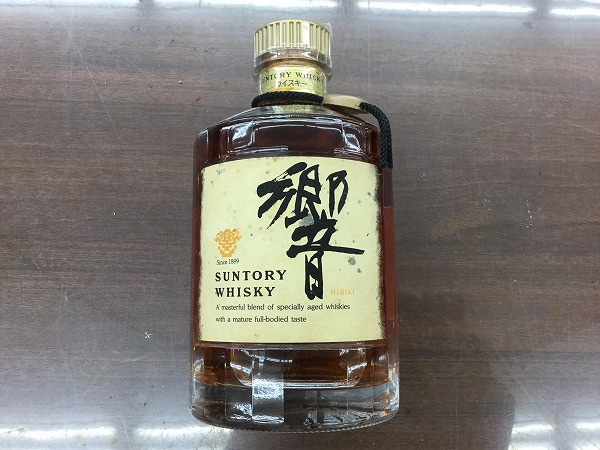 SUNTORY WHISKY
ウイスキー
響
Since 1899
SUNTORY
WHISKY
HIBIKI
A masterful blend of specially aged whiskies
with a mature full-bodied taste